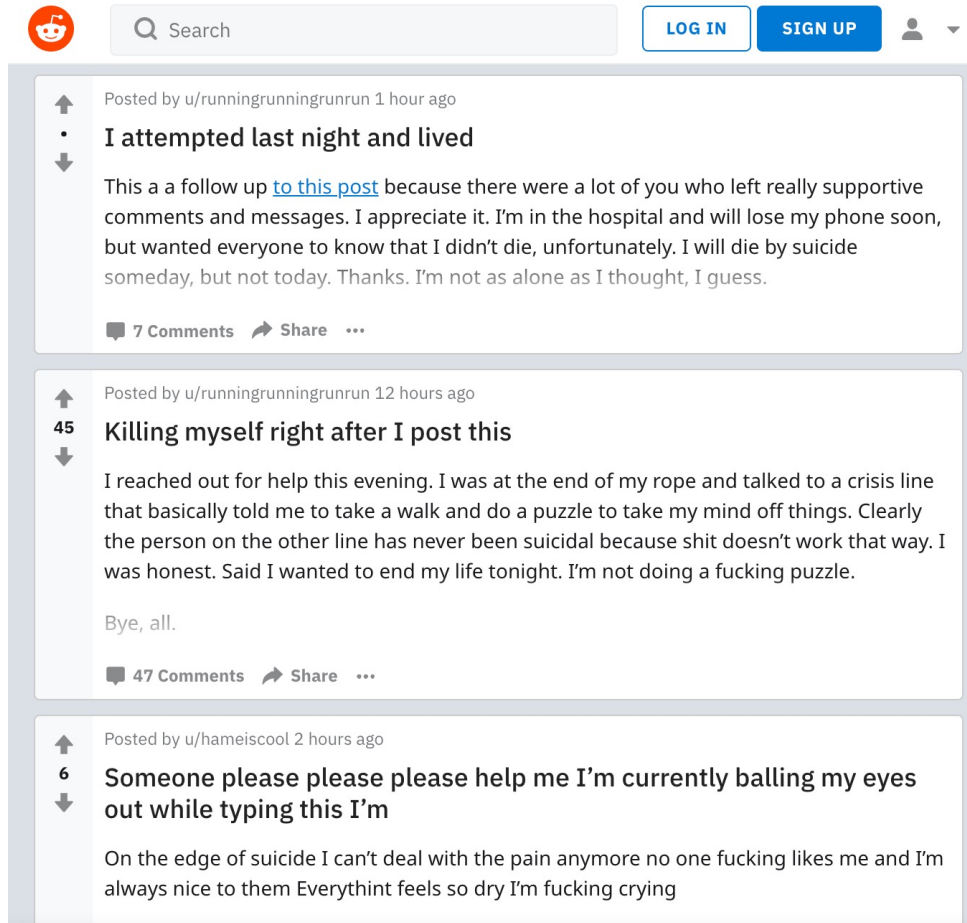 Search
LOG IN
SIGN UP
Posted by u/runningrunningrunrun 1 hour ago
I attempted last night and lived
This a a follow up to this post because there were a lot of you who left really supportive
comments and messages. I appreciate it. I'm in the hospital and will lose my phone soon,
but wanted everyone to know that I didn't die, unfortunately. I will die by suicide
someday, but not today. Thanks. I'm not as alone as I thought, I guess.
7 Comments
Share
Posted by u/runningrunningrunrun 12 hours ago
45
Killing myself right after I post this
I reached out for help this evening. I was at the end of my rope and talked to a crisis line
that basically told me to take a walk and do a puzzle to take my mind off things. Clearly
the person on the other line has never been suicidal because shit doesn't work that way. I
was honest. Said I wanted to end my life tonight. I'm not doing a fucking puzzle.
Bye, all.
47 Comments
Share
Posted by u/hameiscool 2 hours ago
6
Someone please please please help me I'm currently balling my eyes
out while typing this I'm
On the edge of suicide I can't deal with the pain anymore no one fucking likes me and I'm
always nice to them Everythint feels so dry I'm fucking crying